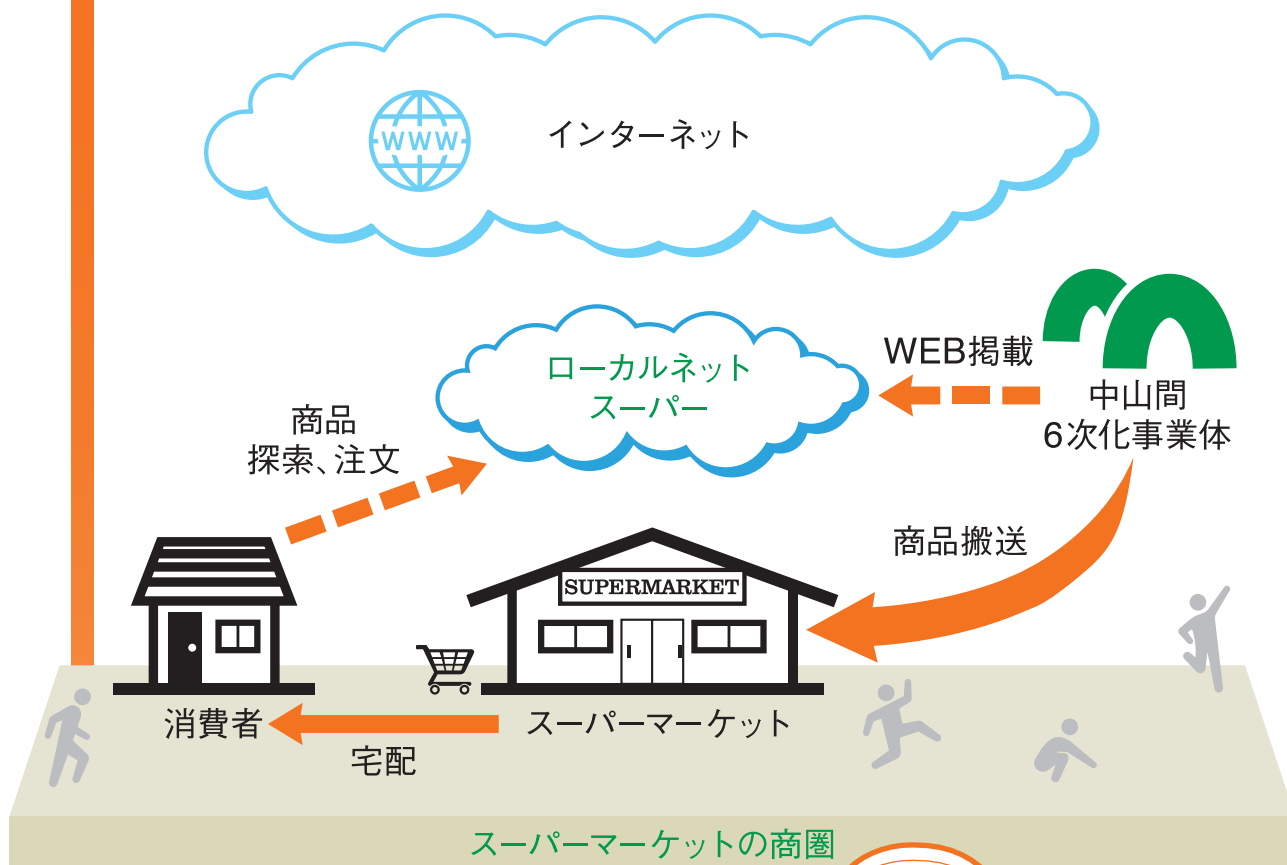 WWW
インターネット
ローカルネット
スーパー
WEB掲載
中山間
6次化事業体
商品
探索、注文
商品搬送
SUPERMARKET
消費者
スーパーマーケット
宅配
スーパーマーケットの商圏